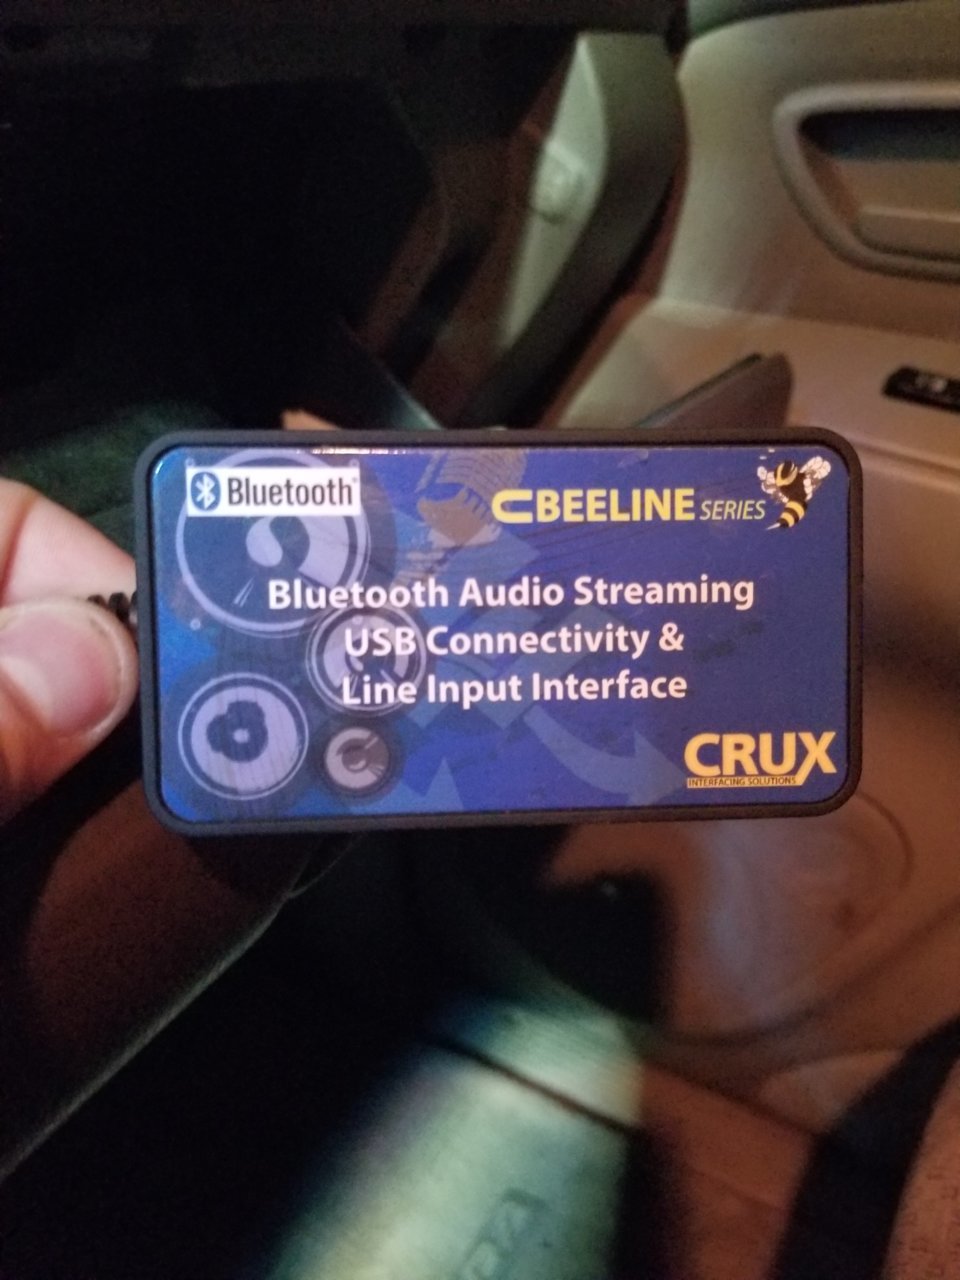 Bluetooth®
BEELINE SERIES
Bluetooth Audio Streaming
USB Connectivity &
Line Input Interface
CRUX
INTERFACING SOLUTIONS